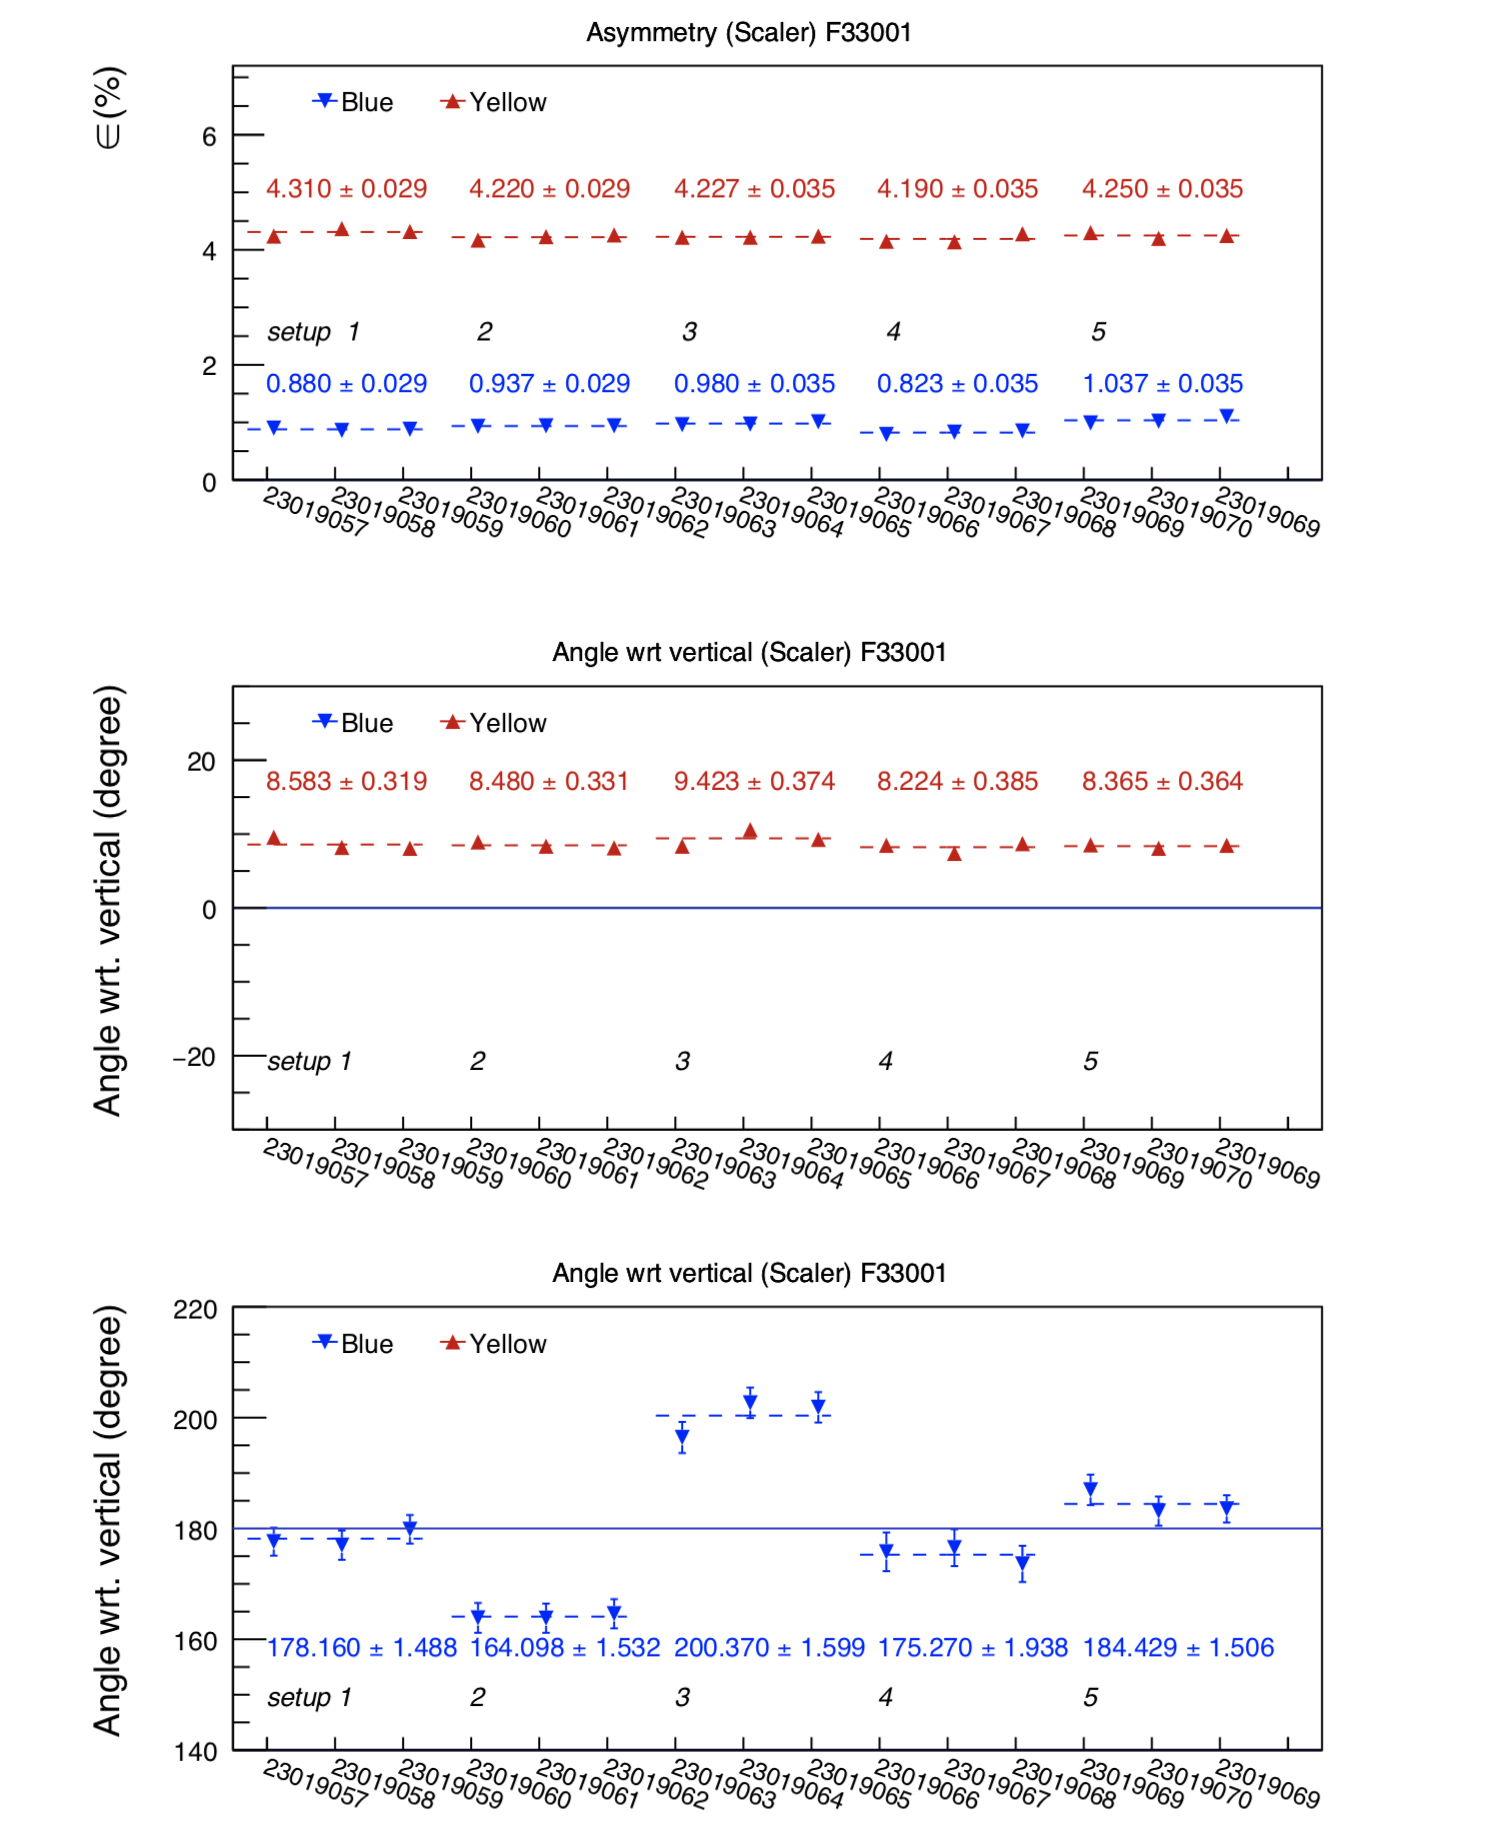 Asymmetry (Scaler) F33001
∈(%)
Blue Yellow
6
4.310 ± 0.029 4.220 ± 0.029 4.227 ± 0.035 4.190 ± 0.035 4.250 ± 0.035
4
setup 1 2 3 4 5
2
0.880 ± 0.029 0.937 ± 0.029 0.980 ± 0.035 0.823 ± 0.035 1.037 ± 0.035
0
23019057 23019058 23019059 23019060 23019061 23019062 23019063 23019064 23019065 23019066 23019067 23019068 23019069 23019070 23019069
Angle wrt vertical (Scaler) F33001
Angle wrt. vertical (degree)
Blue Yellow
20
8.583 ± 0.319 8.480 ± 0.331 9.423 ± 0.374 8.224 ± 0.385 8.365 ± 0.364
0
−20
setup 1 2 3 4 5
23019057 23019058 23019059 23019060 23019061 23019062 23019063 23019064 23019065 23019066 23019067 23019068 23019069 23019070 23019069
Angle wrt vertical (Scaler) F33001
Angle wrt. vertical (degree)
220
Blue Yellow
200
180
160
178.160 ± 1.488 164.098 ± 1.532 200.370 ± 1.599 175.270 ± 1.938 184.429 ± 1.506
setup 1 2 3 4 5
140
23019057 23019058 23019059 23019060 23019061 23019062 23019063 23019064 23019065 23019066 23019067 23019068 23019069 23019070 23019069